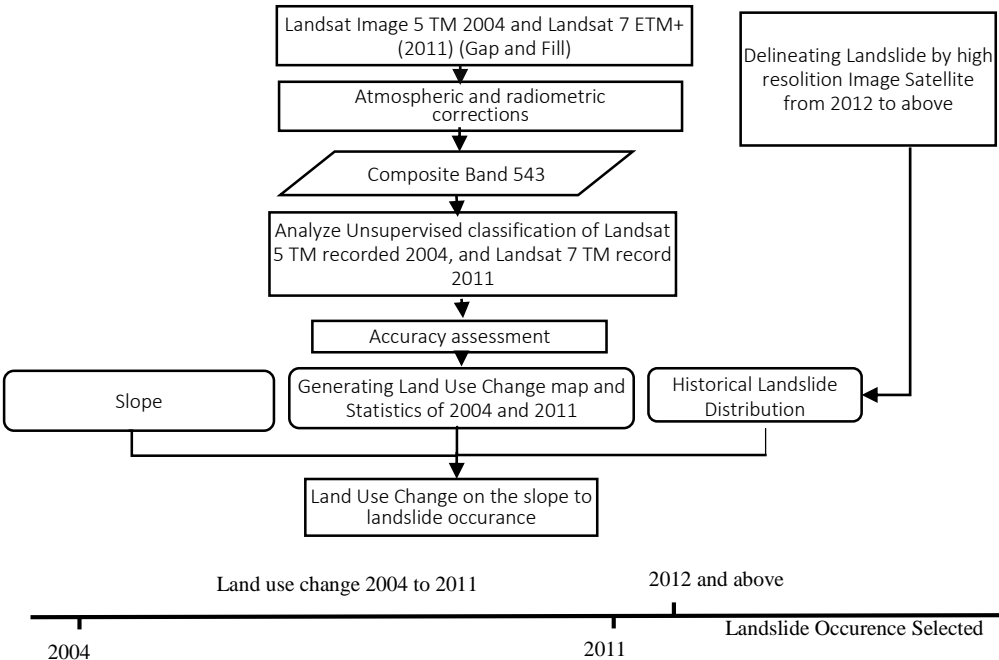 Landsat Image 5 TM 2004 and Landsat 7 ETM+
(2011) (Gap and Fill)
Delineating Landslide by high
resolition Image Satellite
from 2012 to above
Atmospheric and radiometric
corrections
Composite Band 543
Analyze Unsupervised classification of Landsat
5 TM recorded 2004, and Landsat 7 TM record
2011
Accuracy assessment
Slope
Generating Land Use Change map and
Statistics of 2004 and 2011
Historical Landslide
Distribution
Land Use Change on the slope to
landslide occurance
Land use change 2004 to 2011
2012 and above
Landslide Occurence Selected
2004
2011